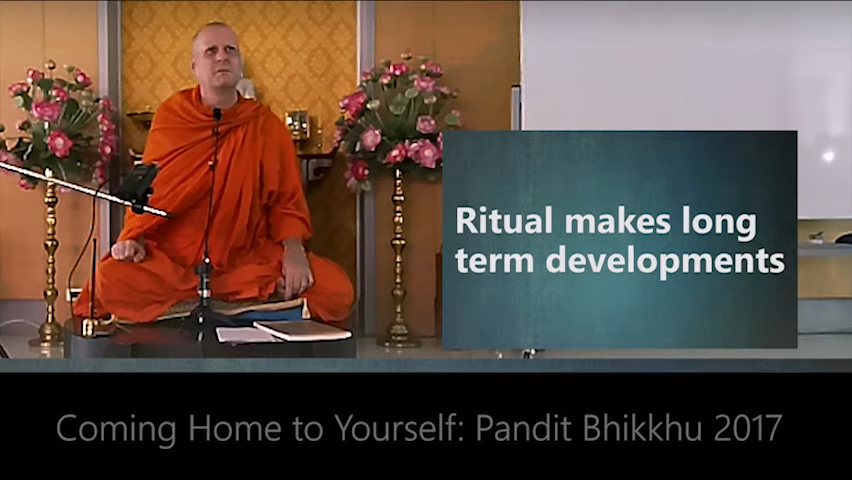 Ritual makes long
term developments
Coming Home to Yourself: Pandit Bhikkhu 2017